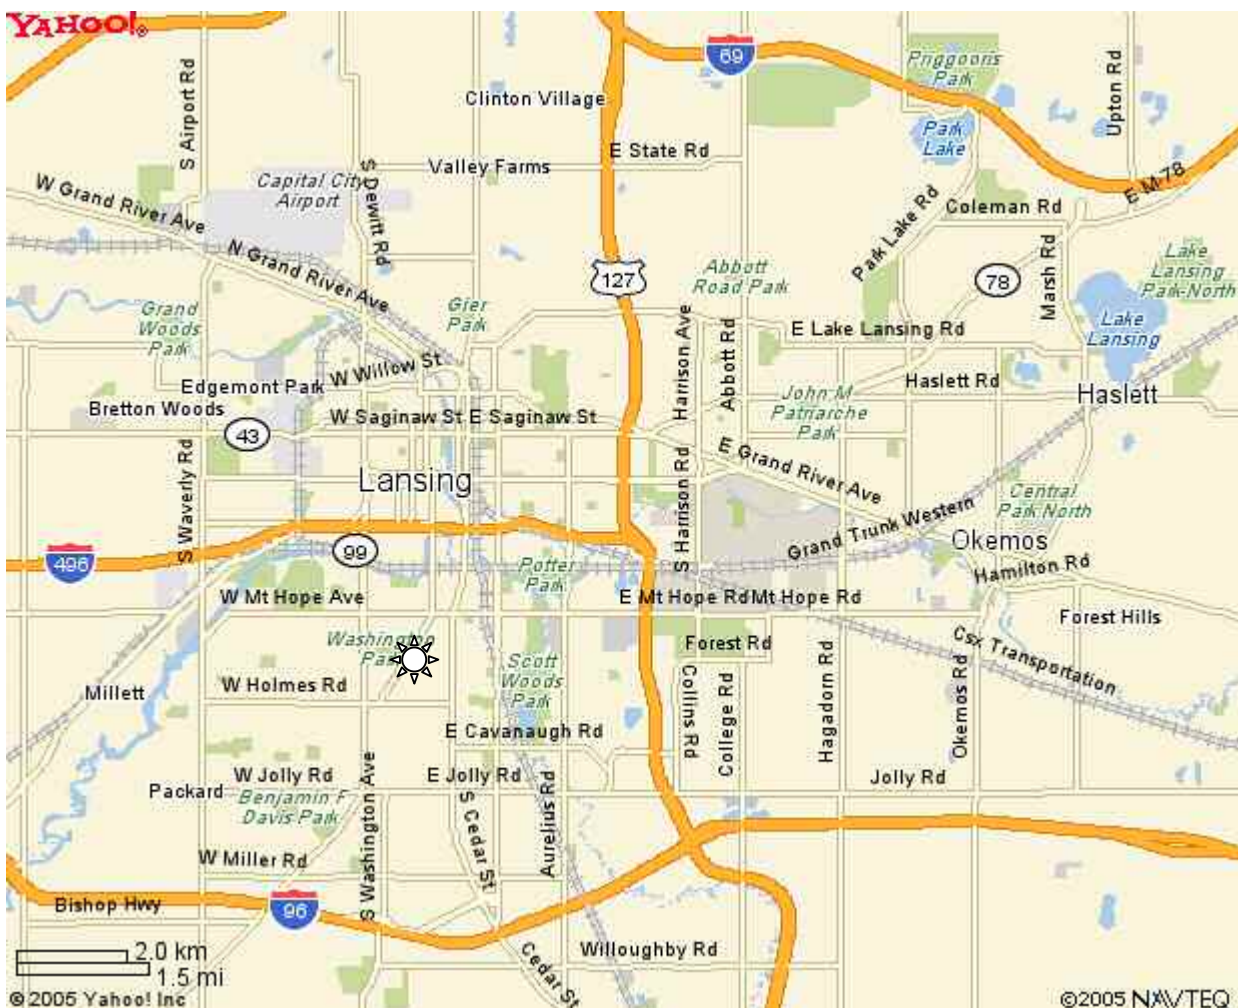 YAHOO!
69
Priggooris
Park
Upton Rd
S Airport Rd
Clinton Village
Park
Lake
E State Rd
Valley Farms
S Dewitt Rd
Capital City
Airport
W Grand River Ave
E M 78
Coleman Rd
Park Lake Rd
N Grand River Ave
127
Abbott
Road Park
78
Marsh Rd
Lake
Lansing
Park-North
Grand
Woods
Park
Gier
Park
Lake
Lansing
E Lake Lansing Rd
Harrison Ave
Abbott Rd
W Willow St
Edgemont Park
Haslett Rd
Haslett
John M
Patriarche
Park
Bretton Woods
W Saginaw St
E Saginaw St
43
E Grand River Ave
S Waverly Rd
Lansing
S Harrison Rd
Central
Park North
Grand Trunk Western
Okemos
99
496
Potter
Park
Hamilton Rd
W Mt Hope Ave
E Mt Hope Rd
Mt Hope Rd
Forest Hills
Washington
Park
Forest Rd
Csx Transportation
Scott
Woods
Park
W Holmes Rd
Millett
Collins Rd
College Rd
Hagadorn Rd
Okemos Rd
E Cavanaugh Rd
W Jolly Rd
E Jolly Rd
Jolly Rd
Packard
Benjamin F
Davis Park
S Washington Ave
S Cedar St
Aurelius Rd
W Miller Rd
Bishop Hwy
96
Cedar St
Willoughby Rd
2.0 km
1.5 mi
©2005 Yahoo! Inc
©2005 NAVTEQ